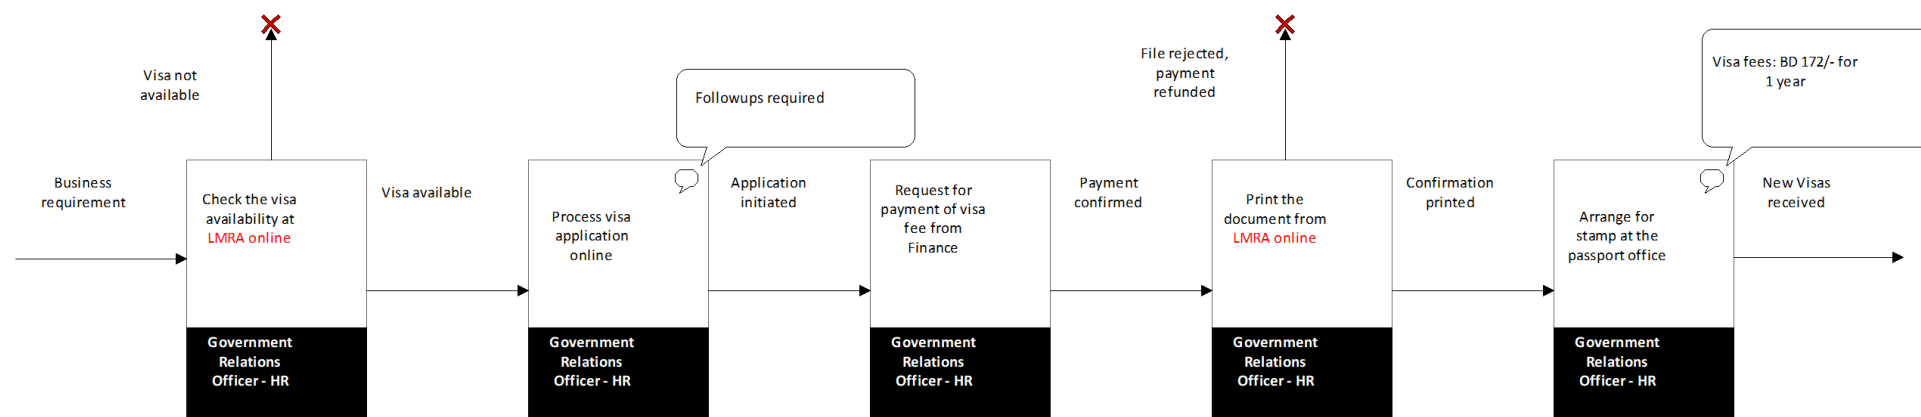 Visa not
available
File rejected,
payment
refunded
Visa fees: BD 172/- for
1 year
Followups required
Business
requirement
Check the visa
availability at
LMRA online
Visa available
Process visa
application
online
Application
initiated
Request for
payment of visa
fee from
Finance
Payment
confirmed
Print the
document from
LMRA online
Confirmation
printed
Arrange for
stamp at the
passport office
New Visas
received
Government
Relations
Officer - HR
Government
Relations
Officer - HR
Government
Relations
Officer - HR
Government
Relations
Officer - HR
Government
Relations
Officer - HR